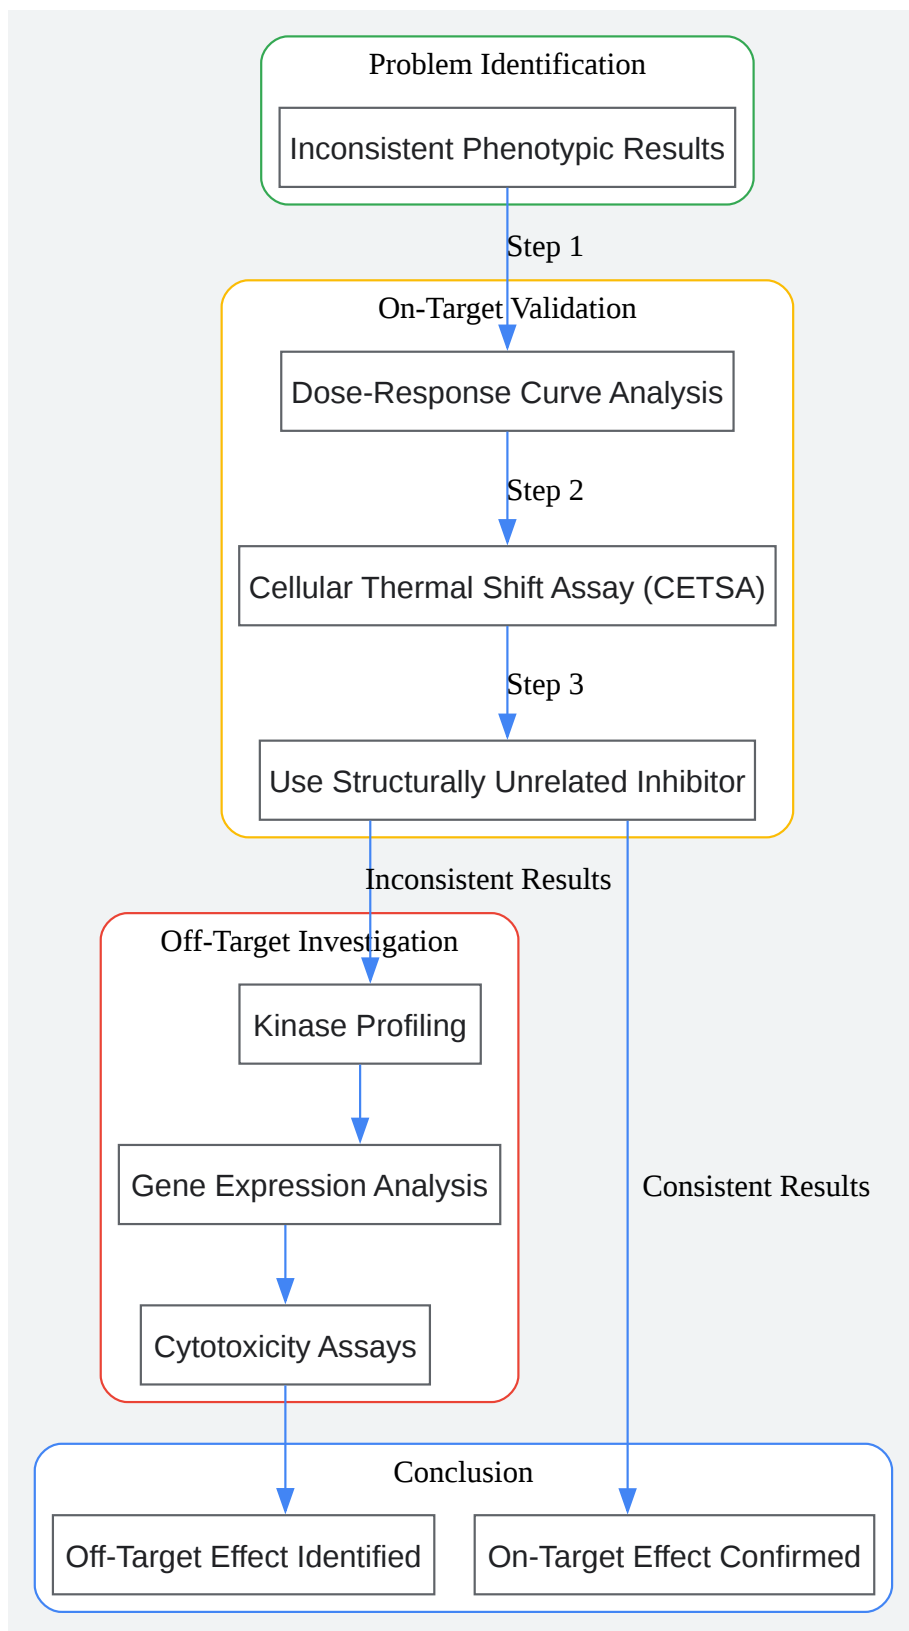 Problem Identification
Inconsistent Phenotypic Results
Step 1
On-Target Validation
Dose-Response Curve Analysis
Step 2
Cellular Thermal Shift Assay (CETSA)
Step 3
Use Structurally Unrelated Inhibitor
Inconsistent Results
Off-Target Investigation
Kinase Profiling
Gene Expression Analysis
Consistent Results
Cytotoxicity Assays
Conclusion
Off-Target Effect Identified
On-Target Effect Confirmed